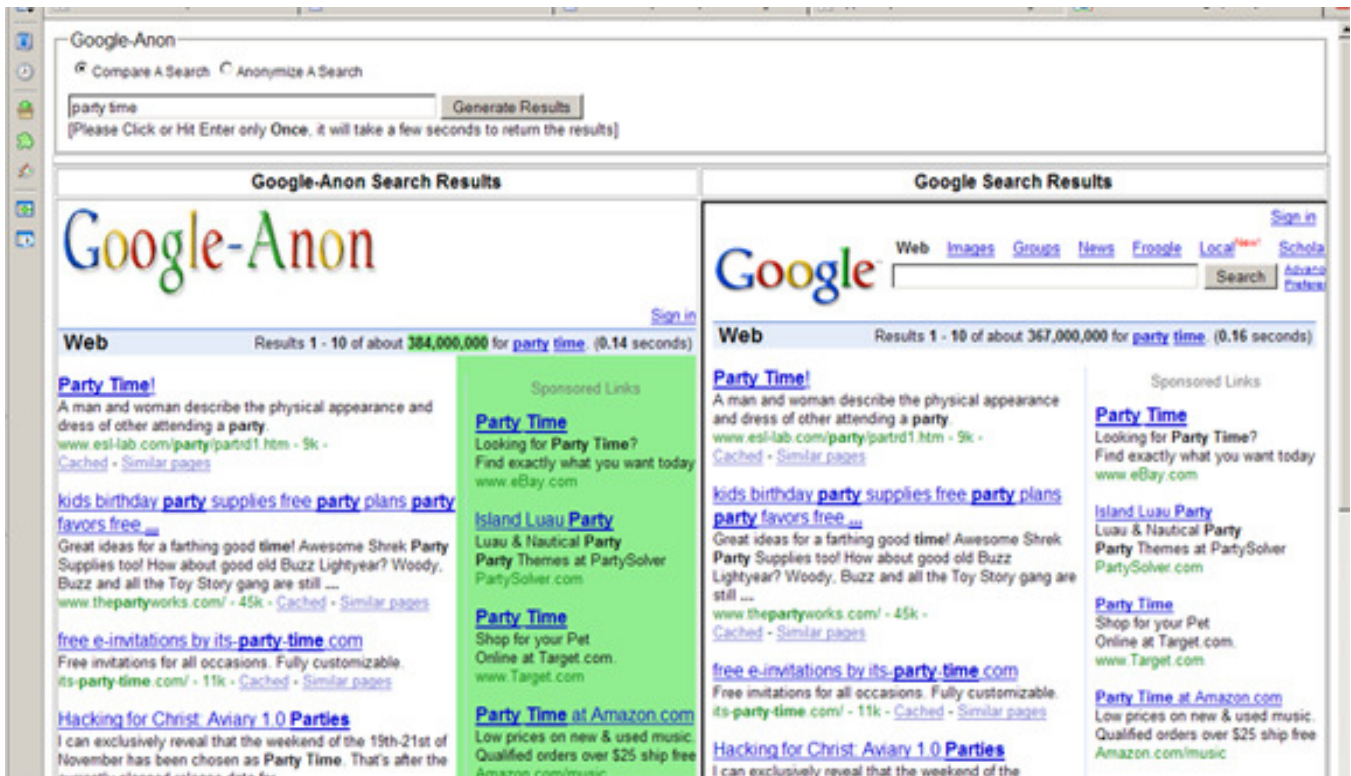 Google-Anon
Compare A Search Anonymize A Search
party time Generate Results
[Please Click or Hit Enter only Once, it will take a few seconds to return the results]
Google-Anon Search Results
Google-Anon
Sign in
Web Results 1 - 10 of about 384,000,000 for party time. (0.14 seconds)
Party Time!
A man and woman describe the physical appearance and
dress of other attending a party.
www.esl-lab.com/party/partrd1.htm - 9k -
Cached - Similar pages
kids birthday party supplies free party plans party
favors free ...
Great ideas for a farthing good time! Awesome Shrek Party
Supplies too! How about good old Buzz Lightyear? Woody,
Buzz and all the Toy Story gang are still ...
www.thepartyworks.com/ - 45k - Cached - Similar pages
free e-invitations by its-party-time.com
Free invitations for all occasions. Fully customizable.
its-party-time.com/ - 11k - Cached - Similar pages
Hacking for Christ: Aviary 1.0 Parties
I can exclusively reveal that the weekend of the 19th-21st of
November has been chosen as Party Time. That's after the
Sponsored Links
Party Time
Looking for Party Time?
Find exactly what you want today
www.eBay.com
Island Luau Party
Luau & Nautical Party
Party Themes at PartySolver
PartySolver.com
Party Time
Shop for your Pet
Online at Target.com.
www.Target.com
Party Time at Amazon.com
Low prices on new & used music.
Qualified orders over $25 ship free
Amazon.com/music
Google Search Results
Sign in
Google Web Images Groups News Froogle Local New! Schola
Search
Web Results 1 - 10 of about 367,000,000 for party time. (0.16 seconds)
Party Time!
A man and woman describe the physical appearance
and dress of other attending a party.
www.esl-lab.com/party/partrd1.htm - 9k -
Cached - Similar pages
kids birthday party supplies free party plans
party favors free ...
Great ideas for a farthing good time! Awesome Shrek
Party Supplies too! How about good old Buzz
Lightyear? Woody, Buzz and all the Toy Story gang are
still ...
www.thepartyworks.com/ - 45k -
Cached - Similar pages
free e-invitations by its-party-time.com
Free invitations for all occasions. Fully customizable.
its-party-time.com/ - 11k - Cached - Similar pages
Hacking for Christ: Aviary 1.0 Parties
I can exclusively reveal that the weekend of the
Sponsored Links
Party Time
Looking for Party Time?
Find exactly what you want today
www.eBay.com
Island Luau Party
Luau & Nautical Party
Party Themes at PartySolver
PartySolver.com
Party Time
Shop for your Pet
Online at Target.com.
www.Target.com
Party Time at Amazon.com
Low prices on new & used music.
Qualified orders over $25 ship free
Amazon.com/music